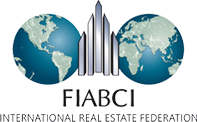 FIABCI
INTERNATIONAL REAL ESTATE FEDERATION